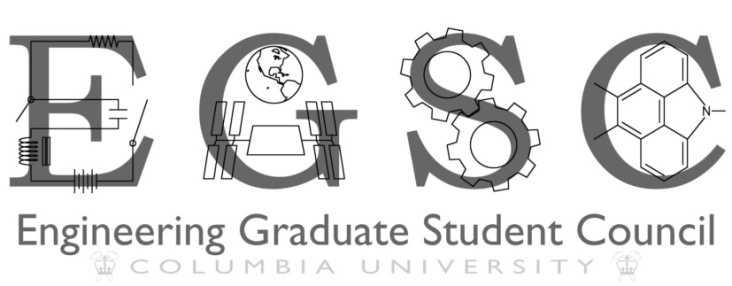 EGSC
N
Engineering Graduate Student Council
COLUMBIA UNIVERSITY